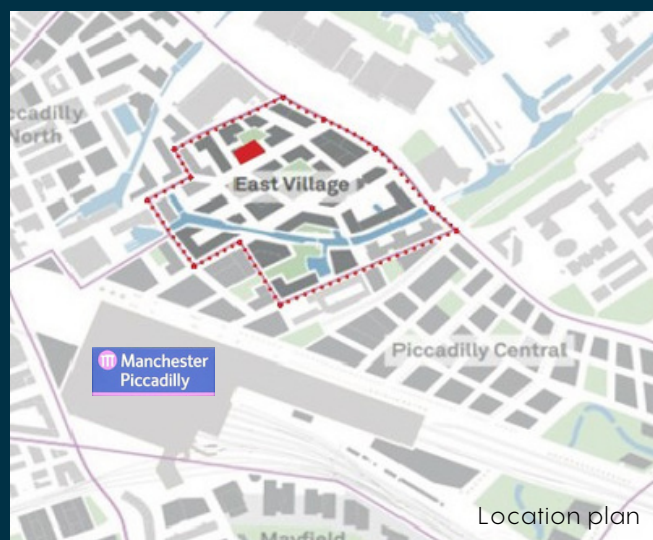 ccadilly
North
East Village
Piccadilly Central
Manchester
Piccadilly
Mayfield
Location plan